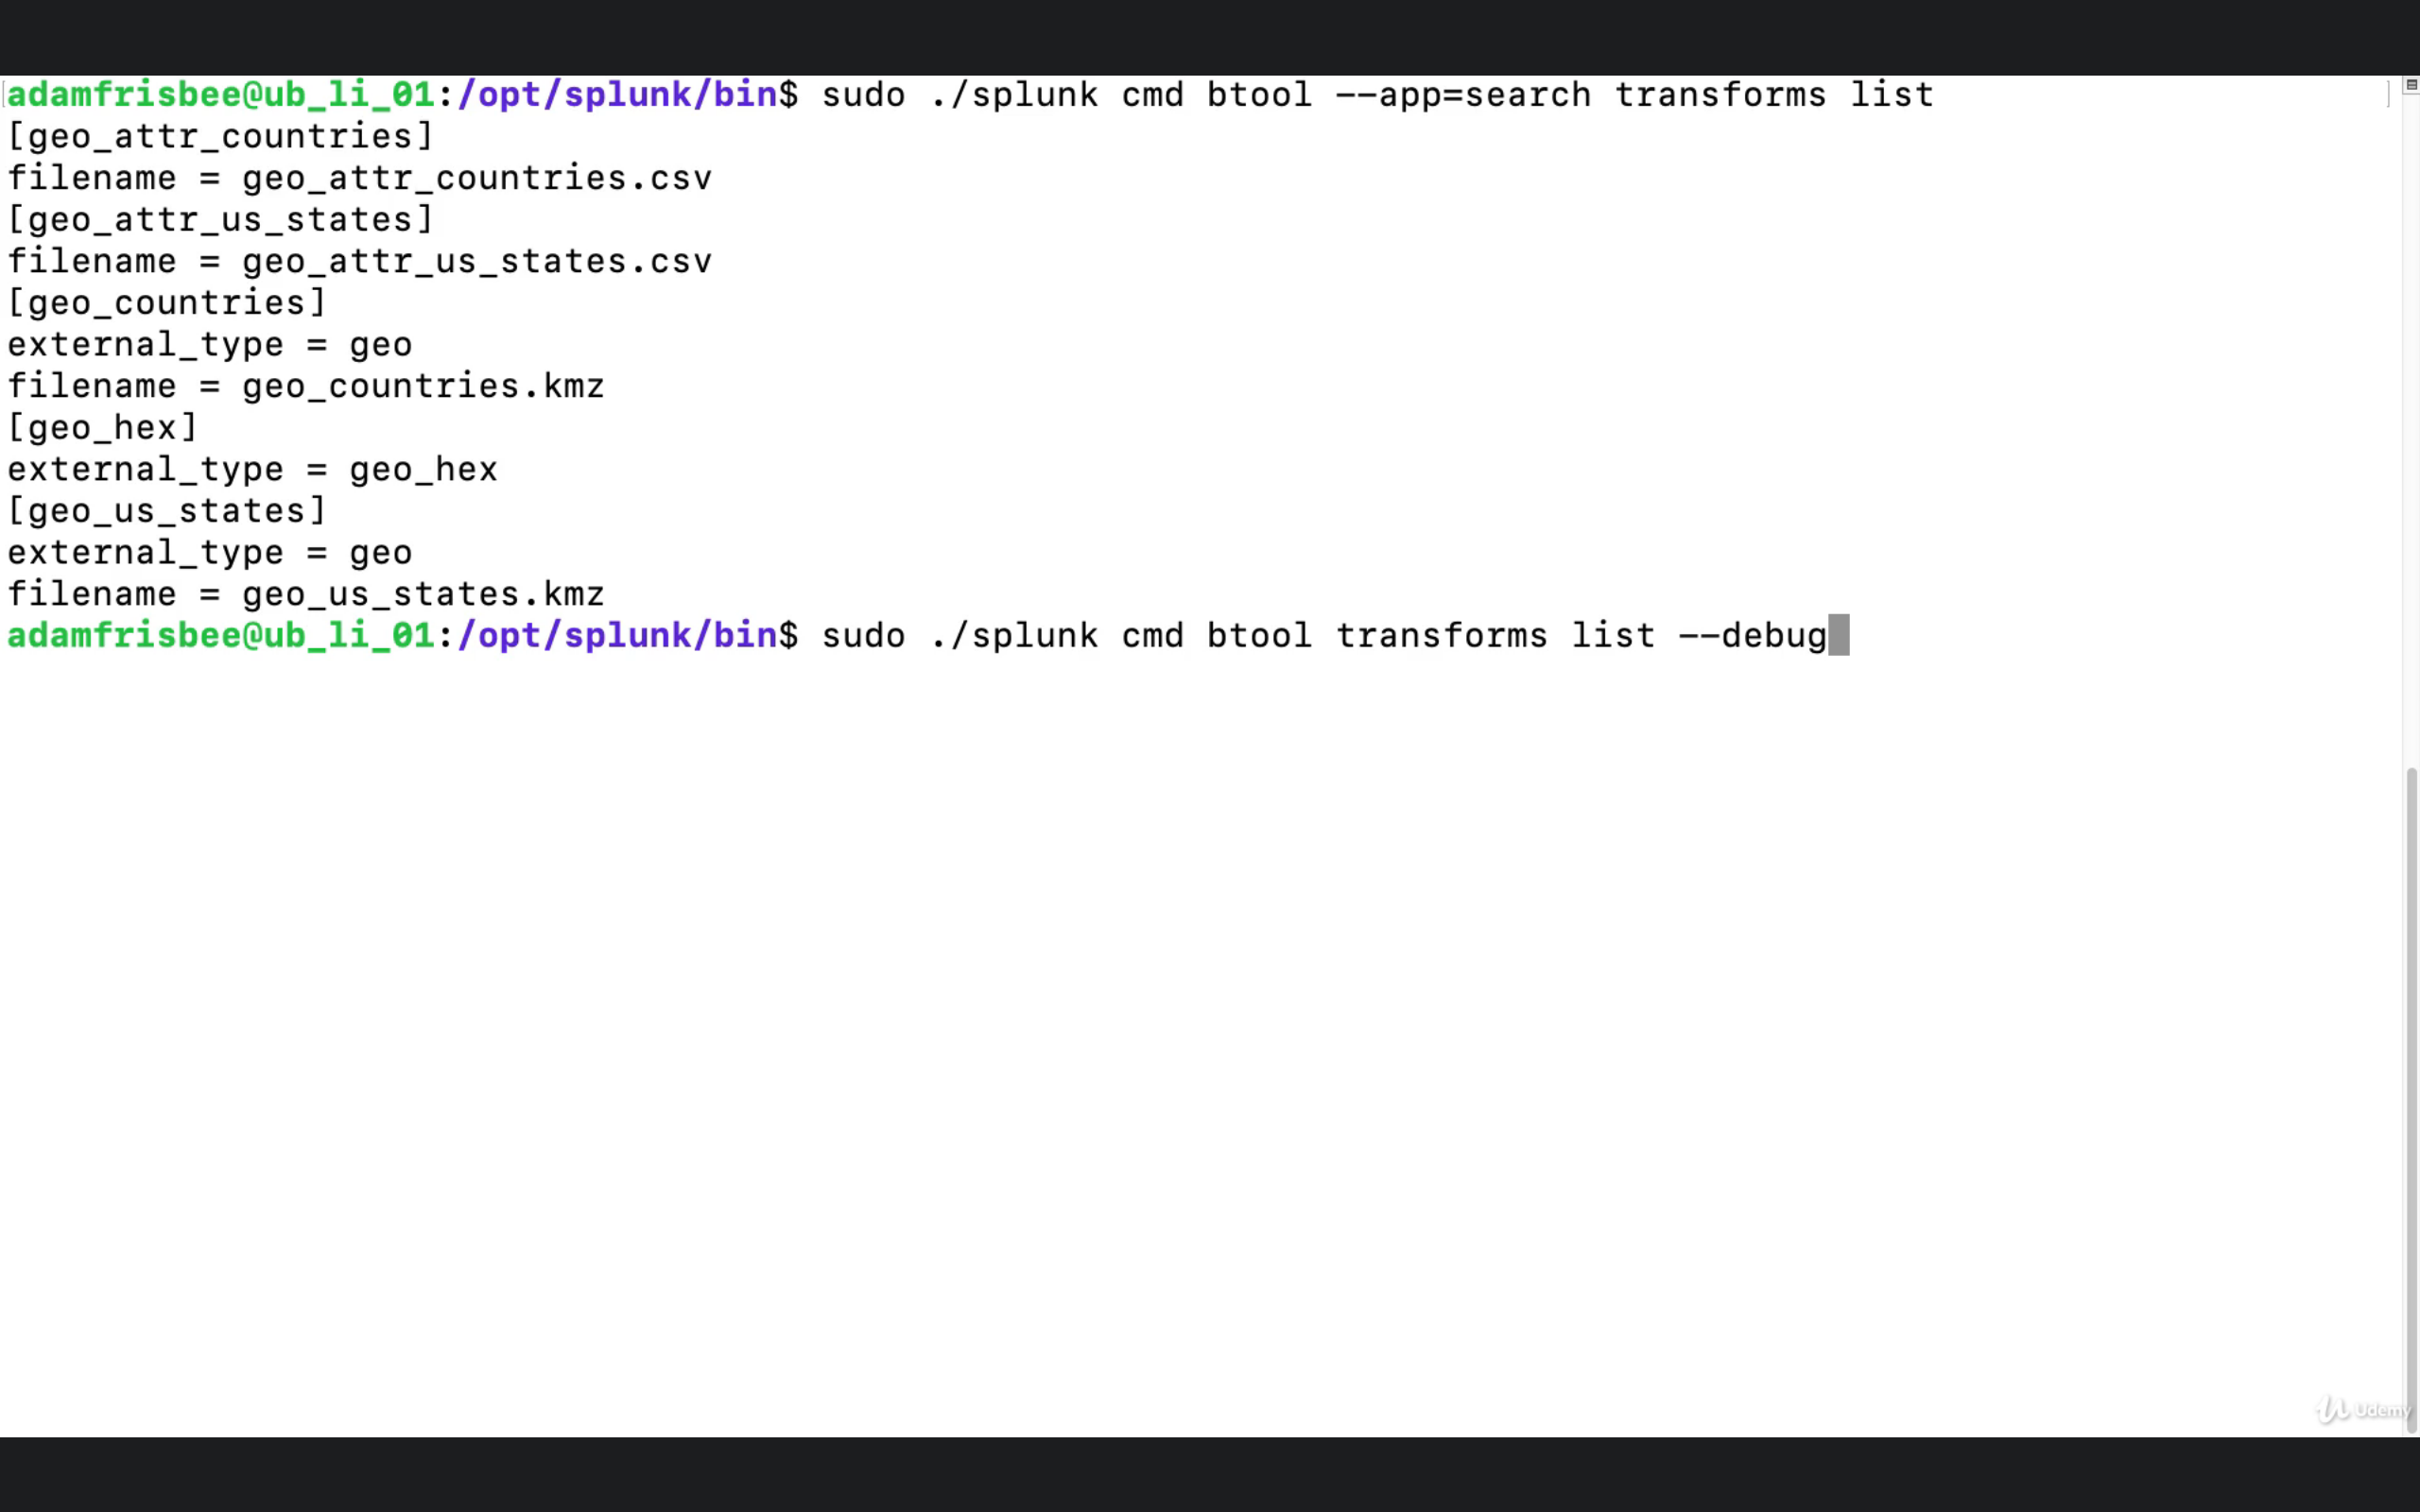 adamfrisbee@ub_li_01:/opt/splunk/bin$ sudo ./splunk cmd btool --app=search transforms list
[geo_attr_countries]
filename = geo_attr_countries.csv
[geo_attr_us_states]
filename = geo_attr_us_states.csv
[geo_countries]
external_type = geo
filename = geo_countries.kmz
[geo_hex]
external_type = geo_hex
[geo_us_states]
external_type = geo
filename = geo_us_states.kmz
adamfrisbee@ub_li_01:/opt/splunk/bin$ sudo ./splunk cmd btool transforms list --debug
Udemy